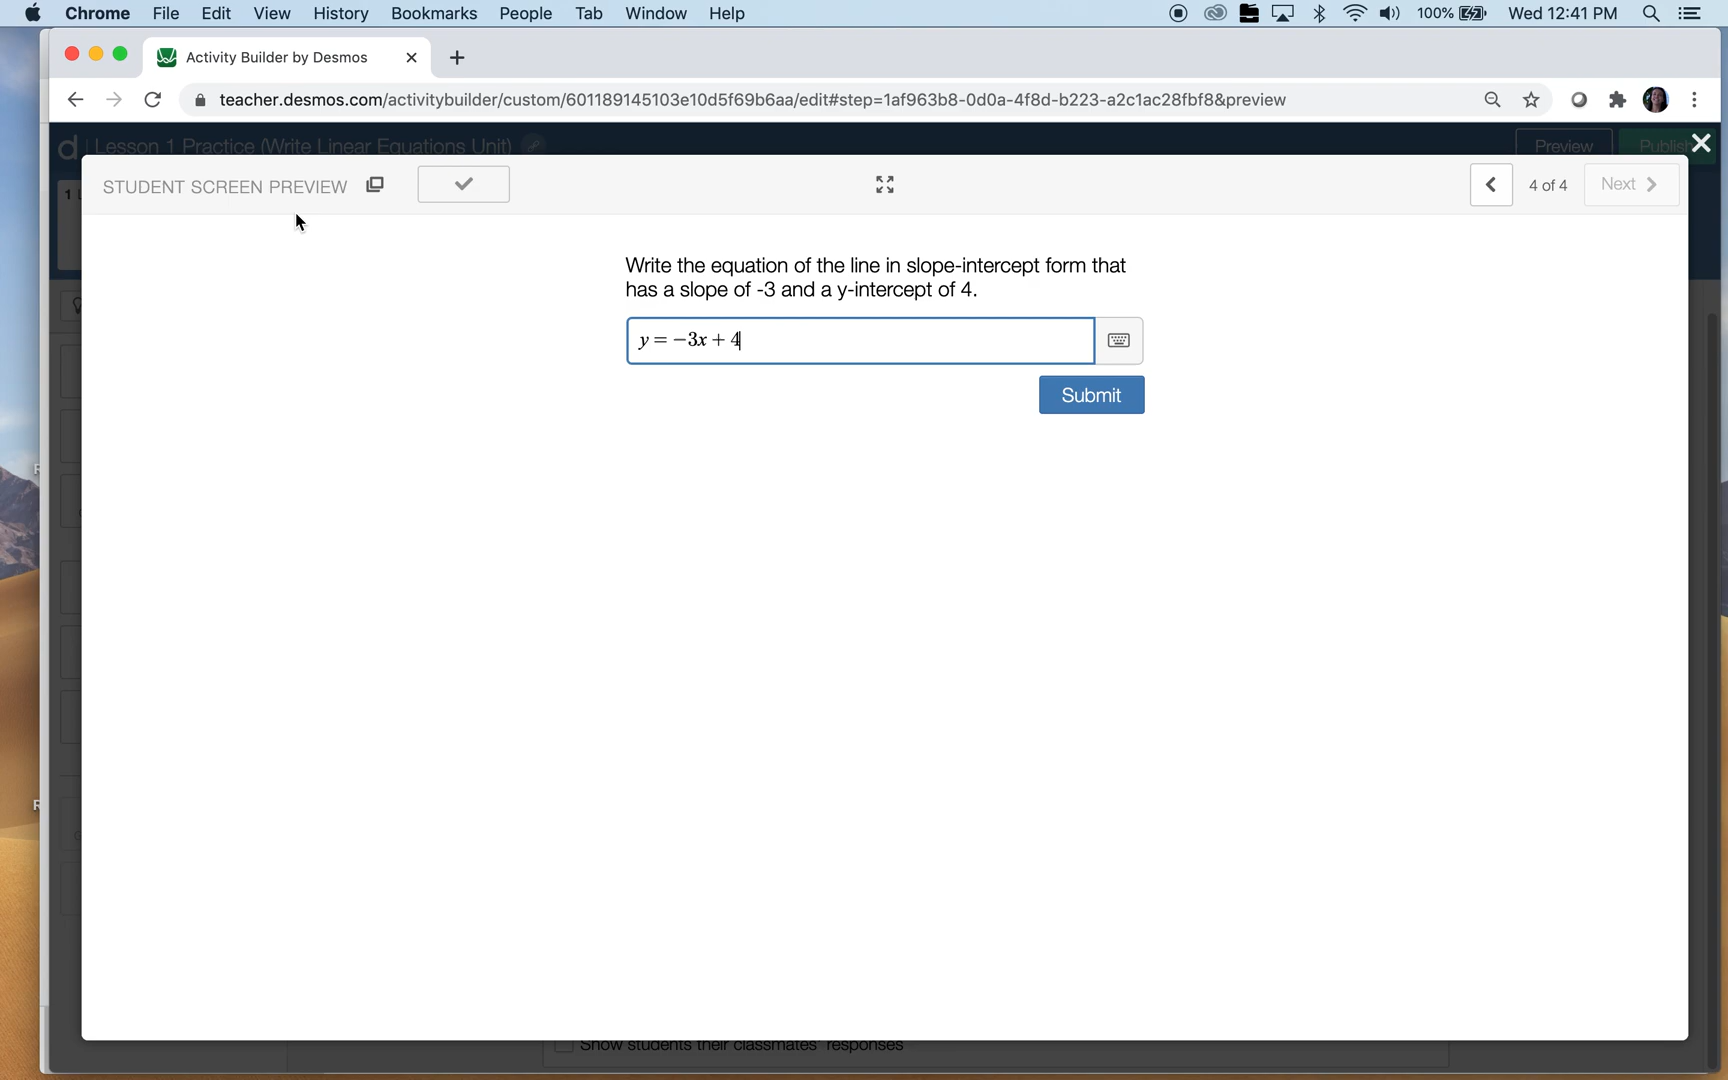 Chrome File Edit View History Bookmarks People Tab Window Help 100% Wed 12:41 PM
Activity Builder by Desmos
teacher.desmos.com/activitybuilder/custom/601189145103e10d5f69b6aa/edit#step=1af963b8-0d0a-4f8d-b223-a2c1ac28fbf8&preview
d Lesson 1 Practice (Write Linear Equations Unit) Preview Publish
1
STUDENT SCREEN PREVIEW 4 of 4 Next
Write the equation of the line in slope-intercept form that
has a slope of -3 and a y-intercept of 4.
y = −3x + 4
Submit
R
R
Show students their classmates' responses